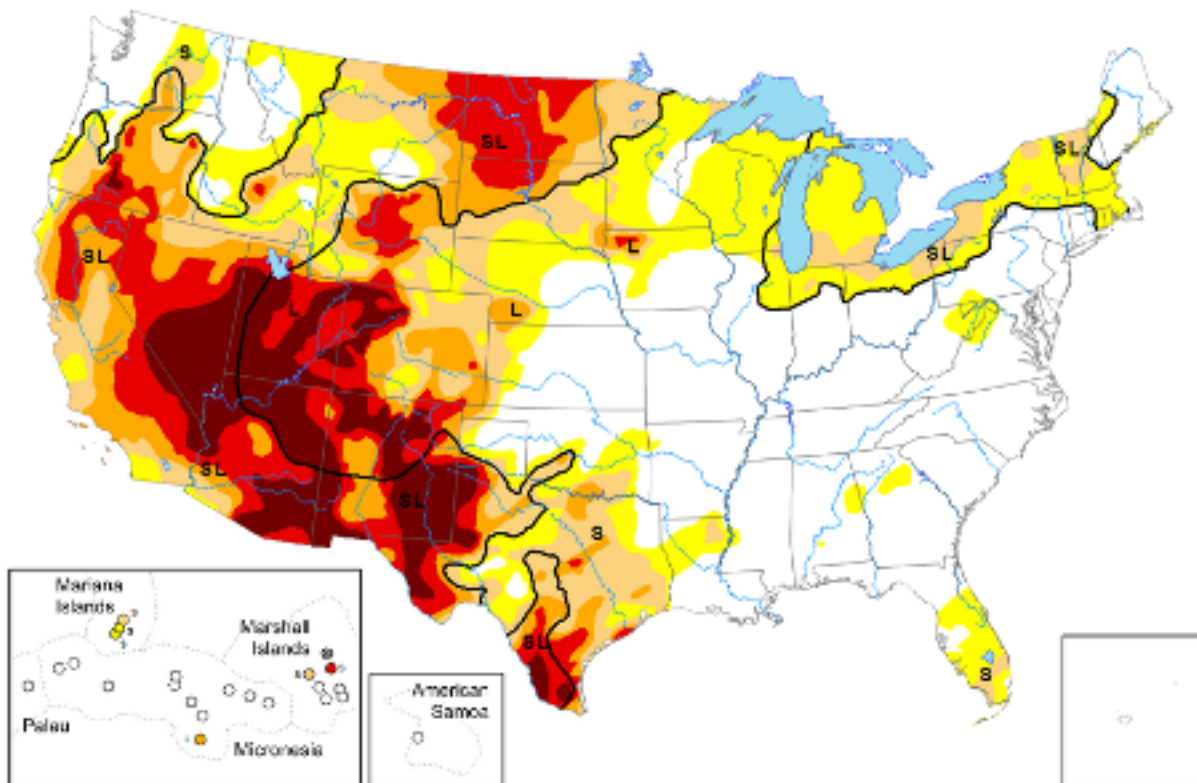 S
SL
SL
SL
L
SL
L
L
SL
SL
S
SL
S
Mariana
Islands
Marshall
Islands
Palau
Micronesia
American
Samoa